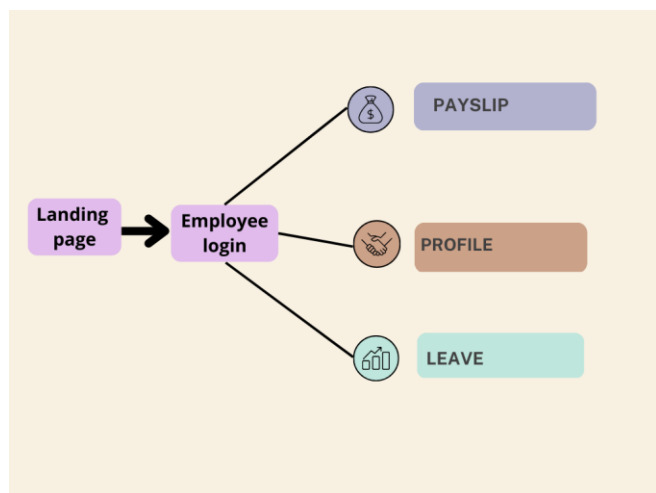 Landing
page
Employee
login
$
PAYSLIP
PROFILE
LEAVE